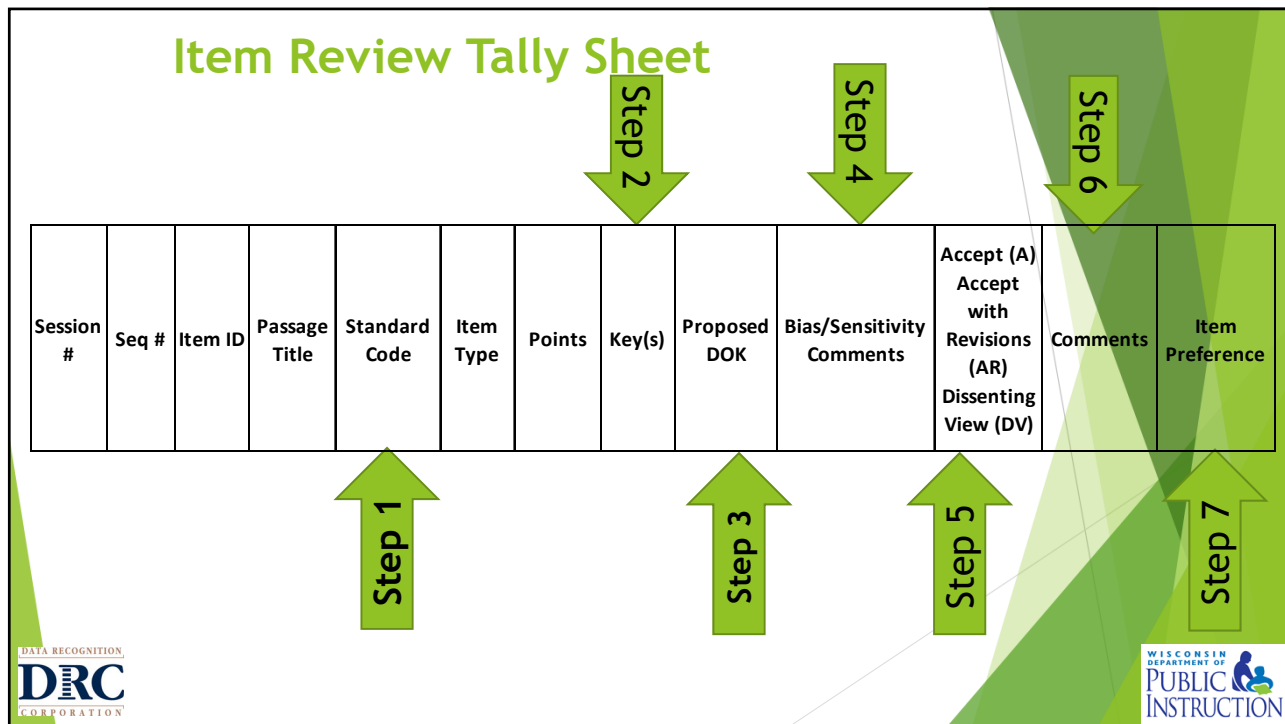 Item Review Tally Sheet
Step 2
Step 4
Step 6
Session
#
Seq #
Item ID
Passage
Title
Standard
Code
Item
Type
Points
Key(s)
Proposed
DOK
Bias/Sensitivity
Comments
Accept (A)
Accept
with
Revisions
(AR)
Dissenting
View (DV)
Comments
Item
Preference
Step 1
Step 3
Step 5
Step 7
DATA RECOGNITION
DRC
CORPORATION
WISCONSIN
DEPARTMENT OF
PUBLIC
INSTRUCTION